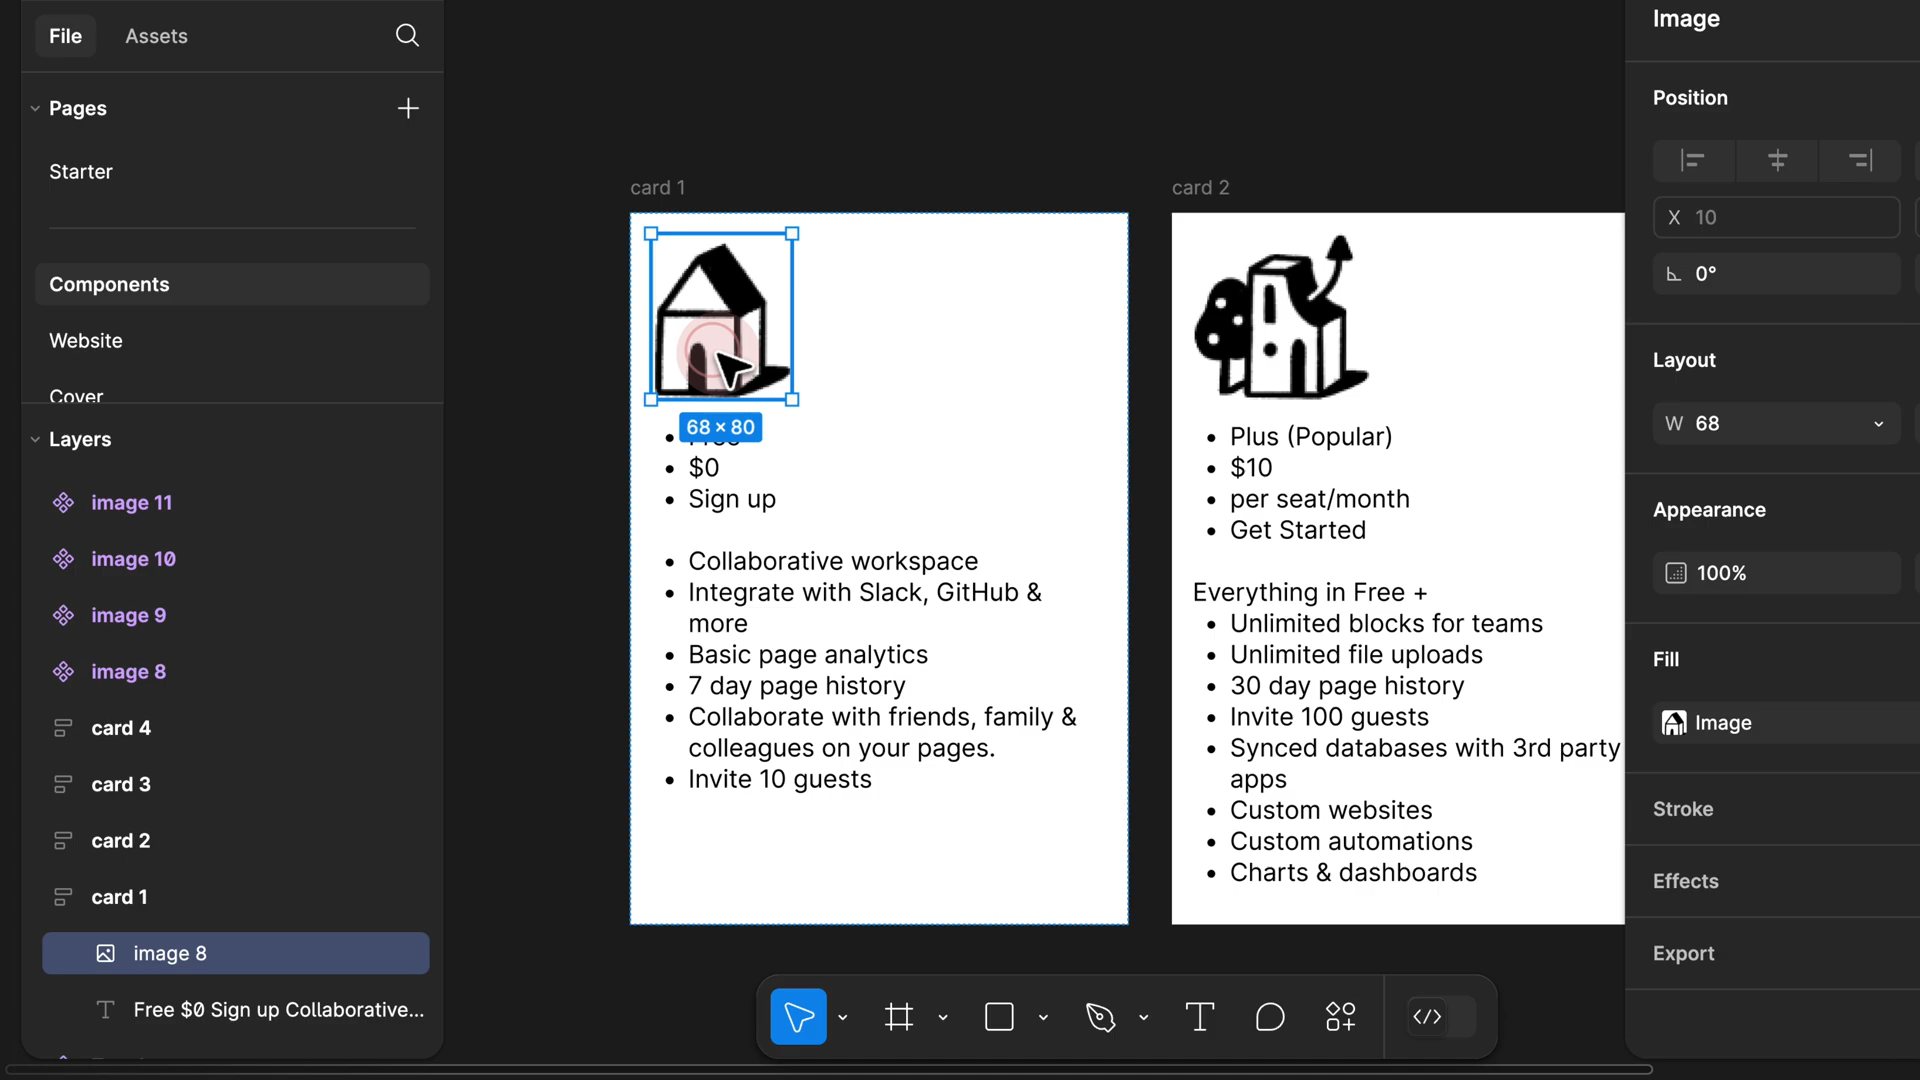 File
Assets
Pages
Starter
Components
Website
Cover
Layers
image 11
image 10
image 9
image 8
card 4
card 3
card 2
card 1
image 8
Free $0 Sign up Collaborative...
card 1
68 × 80
• $0
• Sign up
• Collaborative workspace
• Integrate with Slack, GitHub &
more
• Basic page analytics
• 7 day page history
• Collaborate with friends, family &
colleagues on your pages.
• Invite 10 guests
card 2
• Plus (Popular)
• $10
• per seat/month
• Get Started
Everything in Free +
• Unlimited blocks for teams
• Unlimited file uploads
• 30 day page history
• Invite 100 guests
• Synced databases with 3rd party
apps
• Custom websites
• Custom automations
• Charts & dashboards
Image
Position
X 10
0°
Layout
W 68
Appearance
100%
Fill
Image
Stroke
Effects
Export